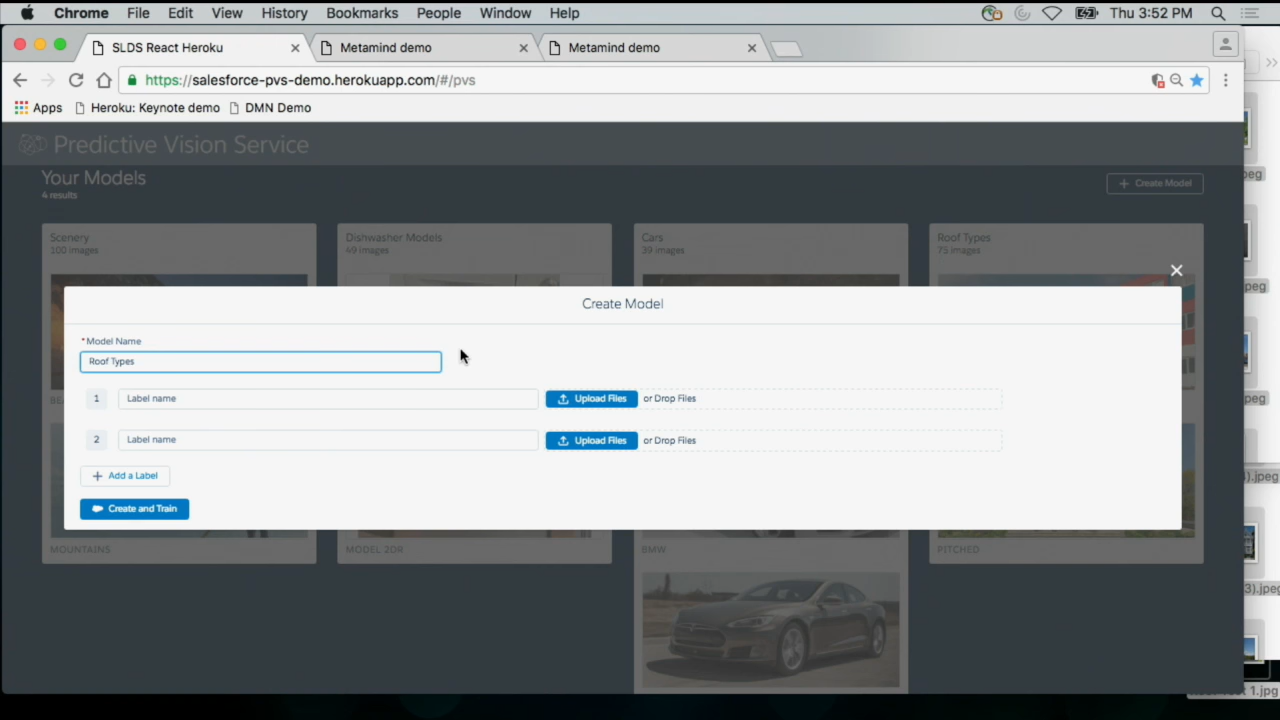 Chrome File Edit View History Bookmarks People Window Help Thu 3:52 PM
SLDS React Heroku Metamind demo Metamind demo
https://salesforce-pvs-demo.herokuapp.com/#/pvs
Apps Heroku: Keynote demo DMN Demo
Predictive Vision Service
Your Models
4 results
+ Create Model
Scenery Dishwasher Models Cars Roof Types
100 images 49 images 39 images 75 images
Create Model
* Model Name
Roof Types
1 Label name Upload Files or Drop Files
2 Label name Upload Files or Drop Files
+ Add a Label
Create and Train
MOUNTAINS MODEL 2DR BMW PITCHED